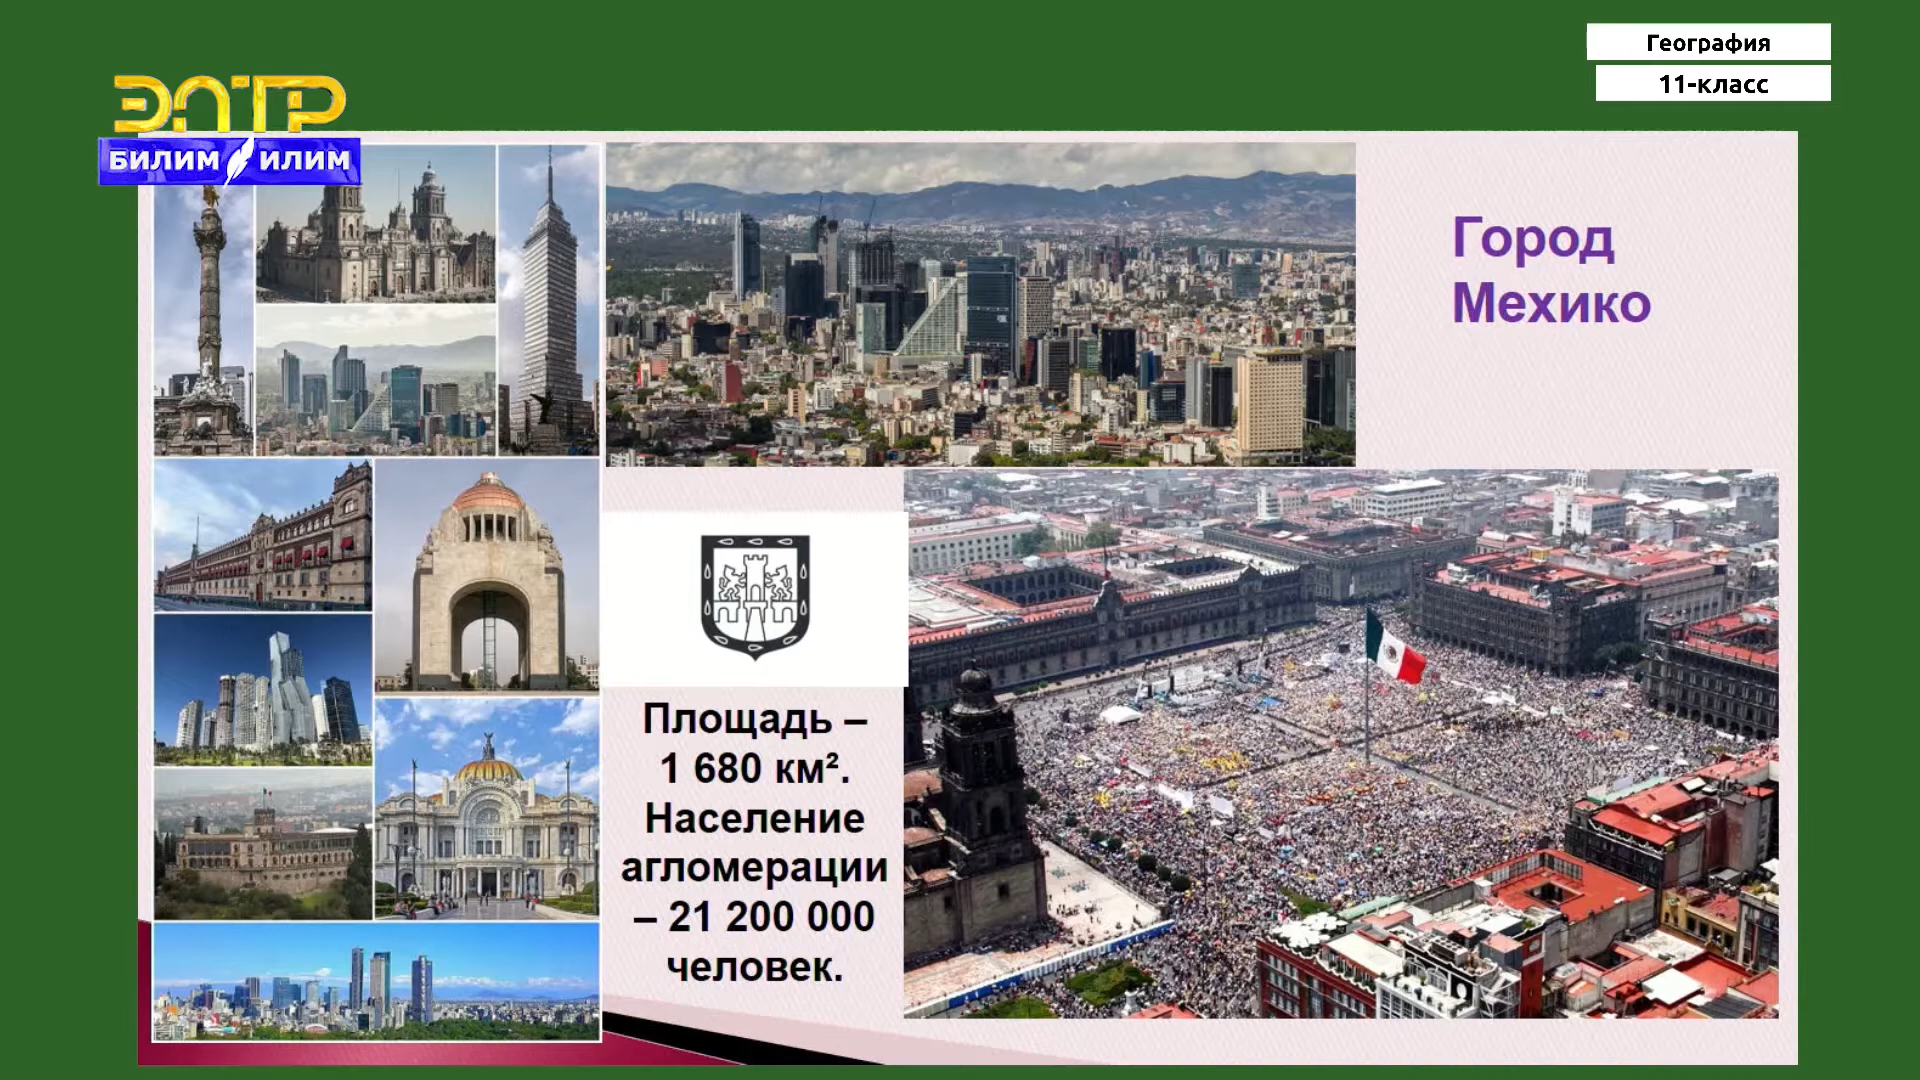 География
11-класс
ЭЛТР
БИЛИМ ИЛИМ
Город
Мехико
Площадь –
1 680 км².
Население
агломерации
– 21 200 000
человек.